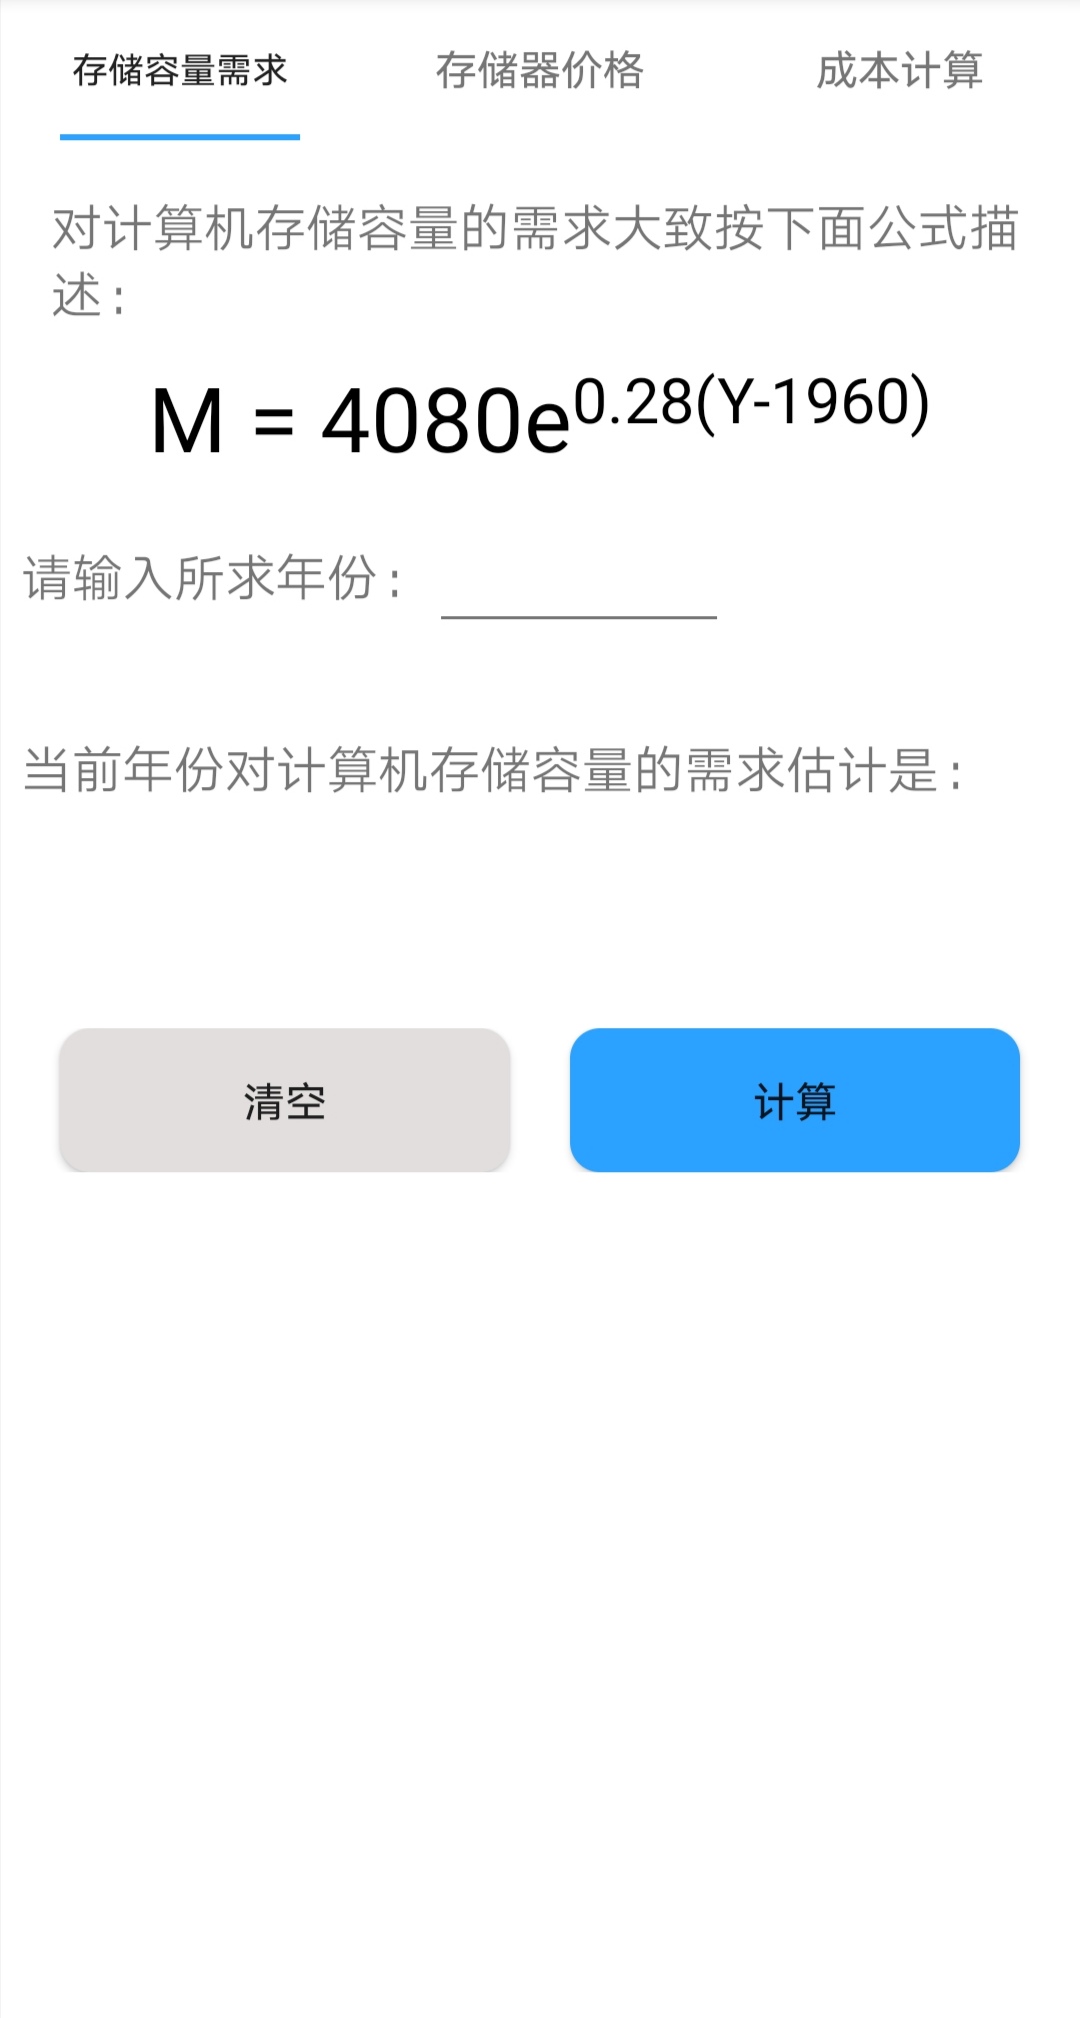 存储容量需求 存储器价格 成本计算
对计算机存储容量的需求大致按下面公式描
述：
M = 4080e^0.28(Y-1960)
请输入所求年份：
当前年份对计算机存储容量的需求估计是：
清空 计算